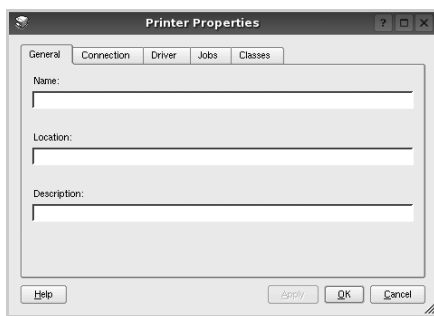 Printer Properties
General Connection Driver Jobs Classes
Name:
Location:
Description:
Help Apply OK Cancel